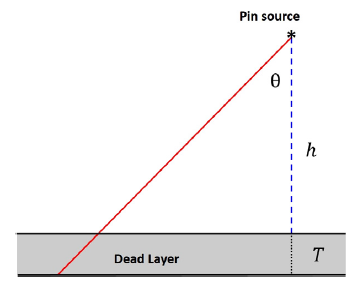 Pin source
*
θ
h
Dead Layer
T